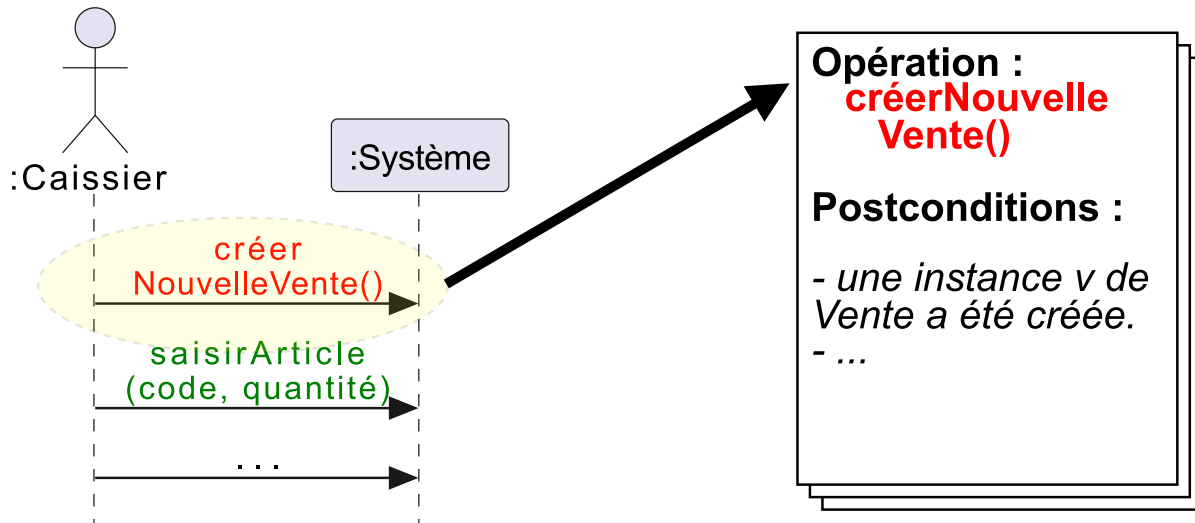 :Caissier
:Système
créer
NouvelleVente()
saisirArticle
(code, quantité)
. . .
Opération :
créerNouvelle
Vente()
Postconditions :
- une instance v de
Vente a été créée.
- ...